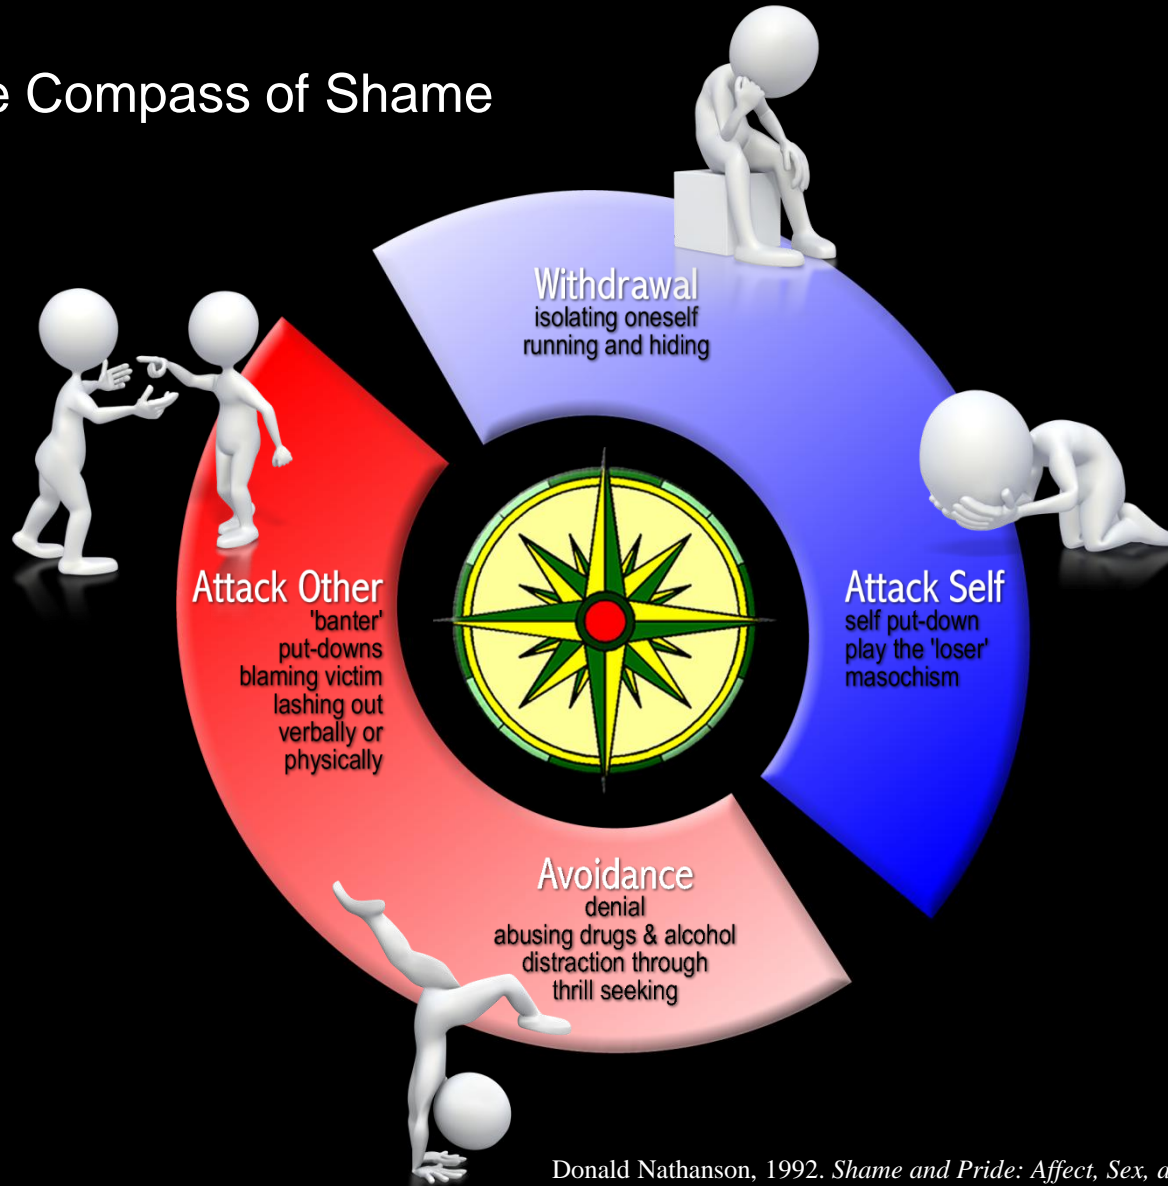 e Compass of Shame
Withdrawal
isolating oneself
running and hiding
Attack Self
self put-down
play the 'loser'
masochism
Attack Other
'banter'
put-downs
blaming victim
lashing out
verbally or
physically
Avoidance
denial
abusing drugs & alcohol
distraction through
thrill seeking
Donald Nathanson, 1992. Shame and Pride: Affect, Sex, a